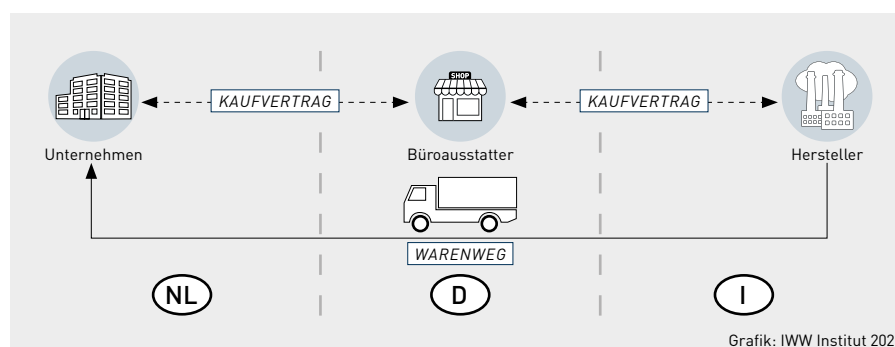 SHOP
KAUFVERTRAG
KAUFVERTRAG
Unternehmen
Büroausstatter
Hersteller
WARENWEG
NL
D
I
Grafik: IWW Institut 202